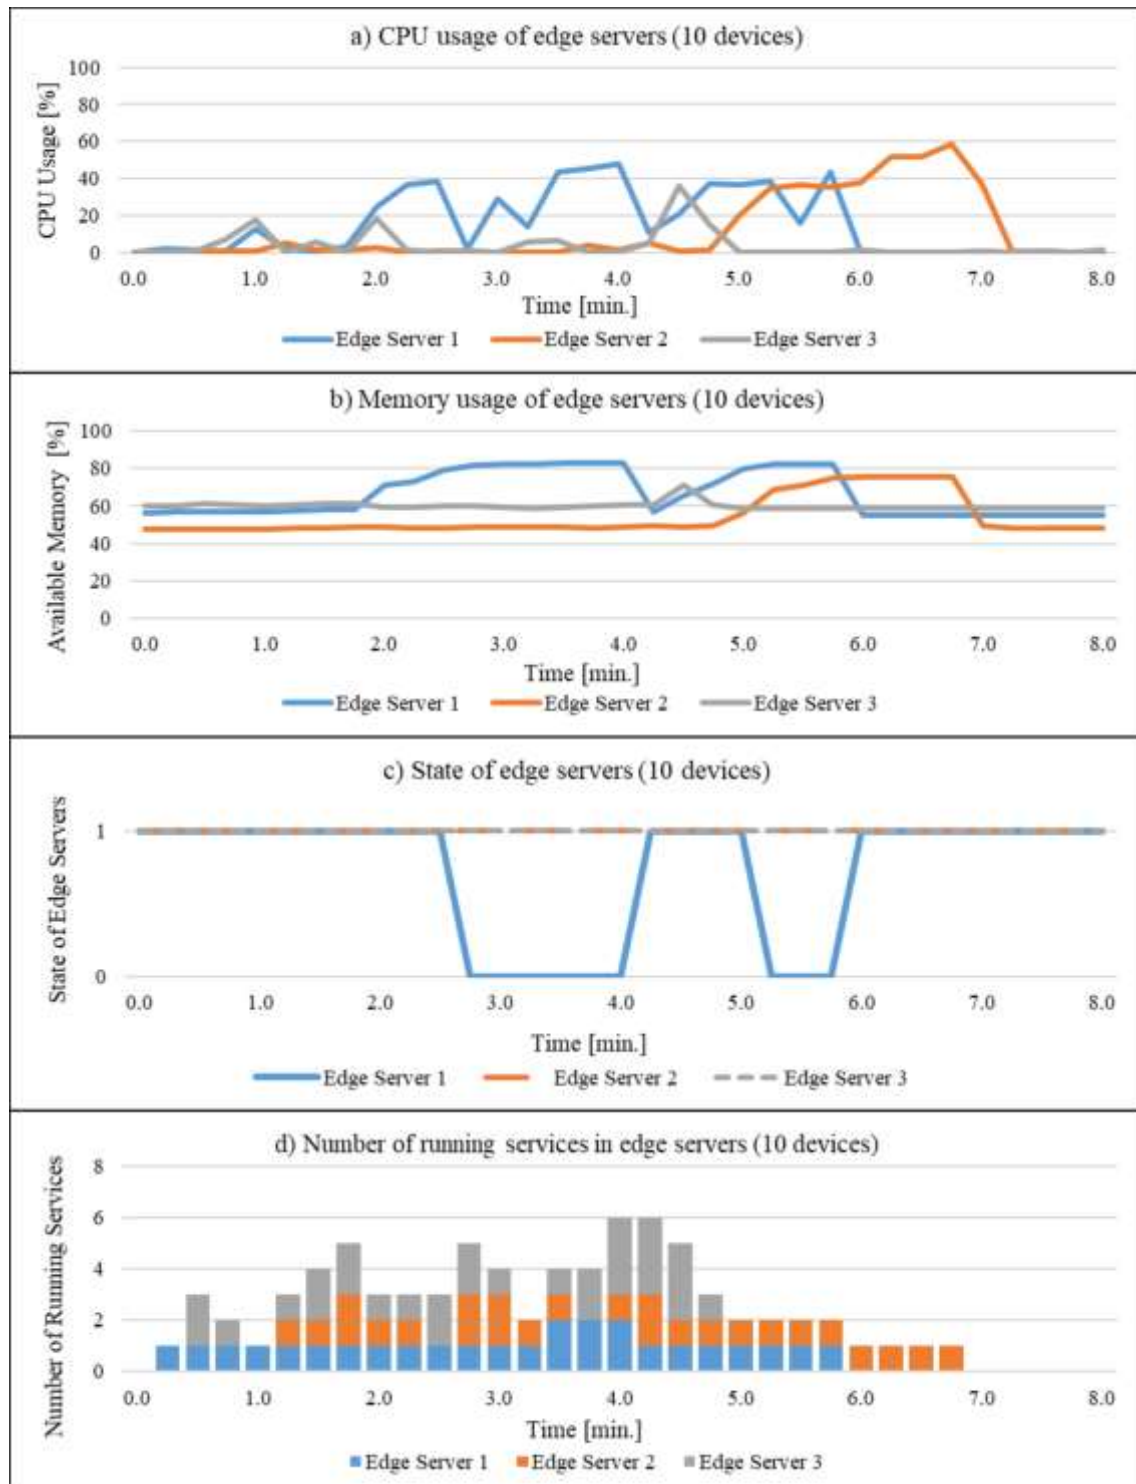 a) CPU usage of edge servers (10 devices)
CPU Usage [%]
100
80
60
40
20
0
0.0 1.0 2.0 3.0 4.0 5.0 6.0 7.0 8.0
Time [min.]
Edge Server 1 Edge Server 2 Edge Server 3
b) Memory usage of edge servers (10 devices)
Available Memory [%]
100
80
60
40
20
0
0.0 1.0 2.0 3.0 4.0 5.0 6.0 7.0 8.0
Time [min.]
Edge Server 1 Edge Server 2 Edge Server 3
c) State of edge servers (10 devices)
State of Edge Servers
1
0
0.0 1.0 2.0 3.0 4.0 5.0 6.0 7.0 8.0
Time [min.]
Edge Server 1 Edge Server 2 Edge Server 3
d) Number of running services in edge servers (10 devices)
Number of Running Services
8
6
4
2
0
0.0 1.0 2.0 3.0 4.0 5.0 6.0 7.0 8.0
Time [min.]
Edge Server 1 Edge Server 2 Edge Server 3